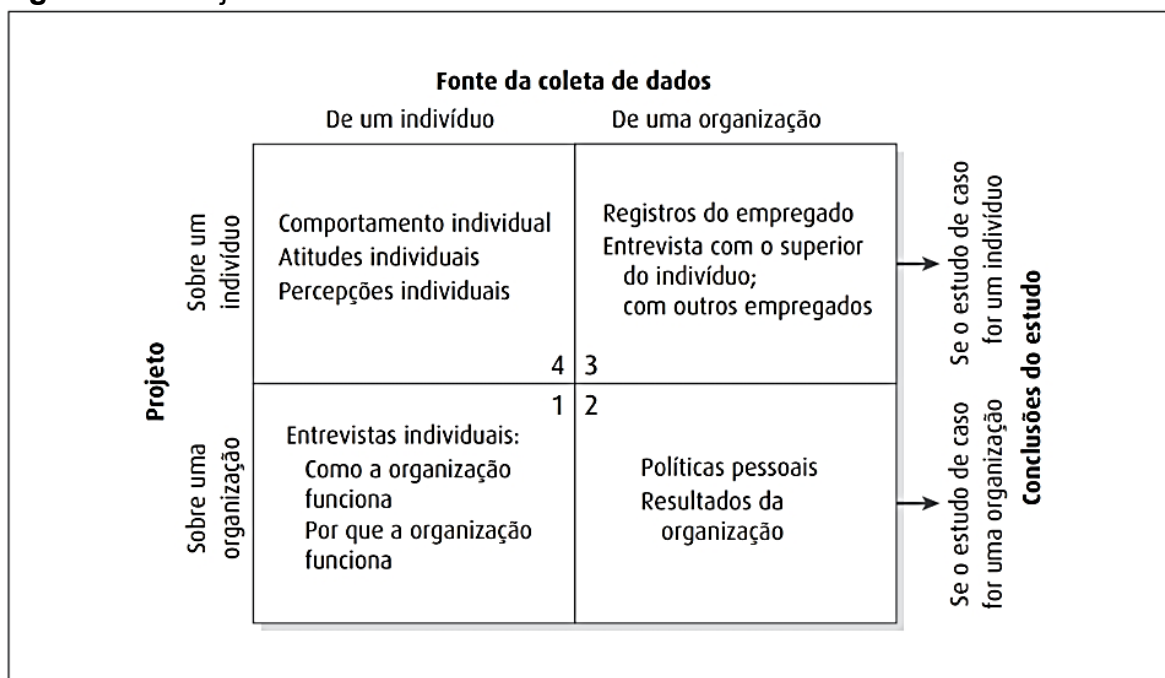 Fonte da coleta de dados
De um indivíduo
De uma organização
Projeto
Sobre um
indivíduo
Comportamento individual
Atitudes individuais
Percepções individuais
4
Registros do empregado
Entrevista com o superior
do indivíduo;
com outros empregados
3
Se o estudo de caso
for um indivíduo
Sobre uma
organização
1
Entrevistas individuais:
Como a organização
funciona
Por que a organização
funciona
2
Políticas pessoais
Resultados da
organização
Se o estudo de caso
for uma organização
Conclusões do estudo